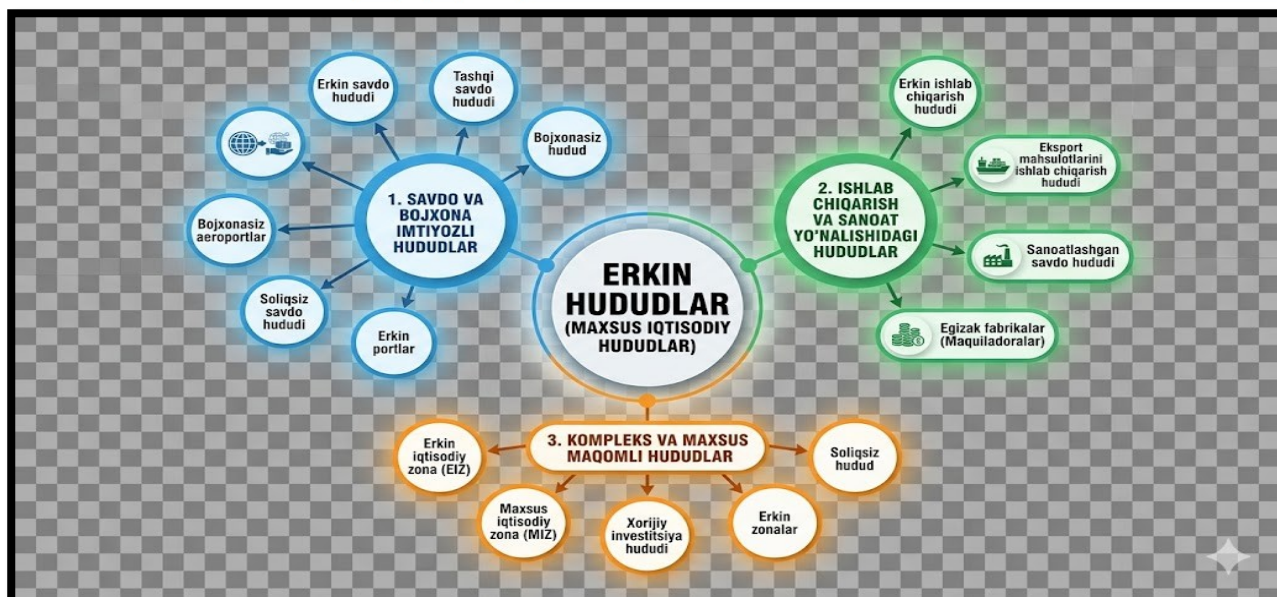 ERKIN
HUDUDLAR
(MAXSUS IQTISODIY
HUDUDLAR)
1. SAVDO VA
BOJXONA
IMTIYOZLI
HUDUDLAR
Erkin savdo
hududi
Tashqi
savdo
hududi
Bojxonasiz
hudud
Bojxonasiz
aeroportlar
Soliqsiz
savdo
hududi
Erkin
portlar
2. ISHLAB
CHIQARISH
VA SANOAT
YO'NALISHIDAGI
HUDUDLAR
Erkin ishlab
chiqarish
hududi
Eksport
mahsulotlarini
ishlab chiqarish
hududi
Sanoatlashgan
savdo hududi
Egizak fabrikalar
(Maquiladoralar)
3. KOMPLEKS VA MAXSUS
MAQOMLI HUDUDLAR
Erkin
iqtisodiy
zona (EIZ)
Maxsus
iqtisodiy
zona (MIZ)
Xorijiy
investitsiya
hududi
Erkin
zonalar
Soliqsiz
hudud